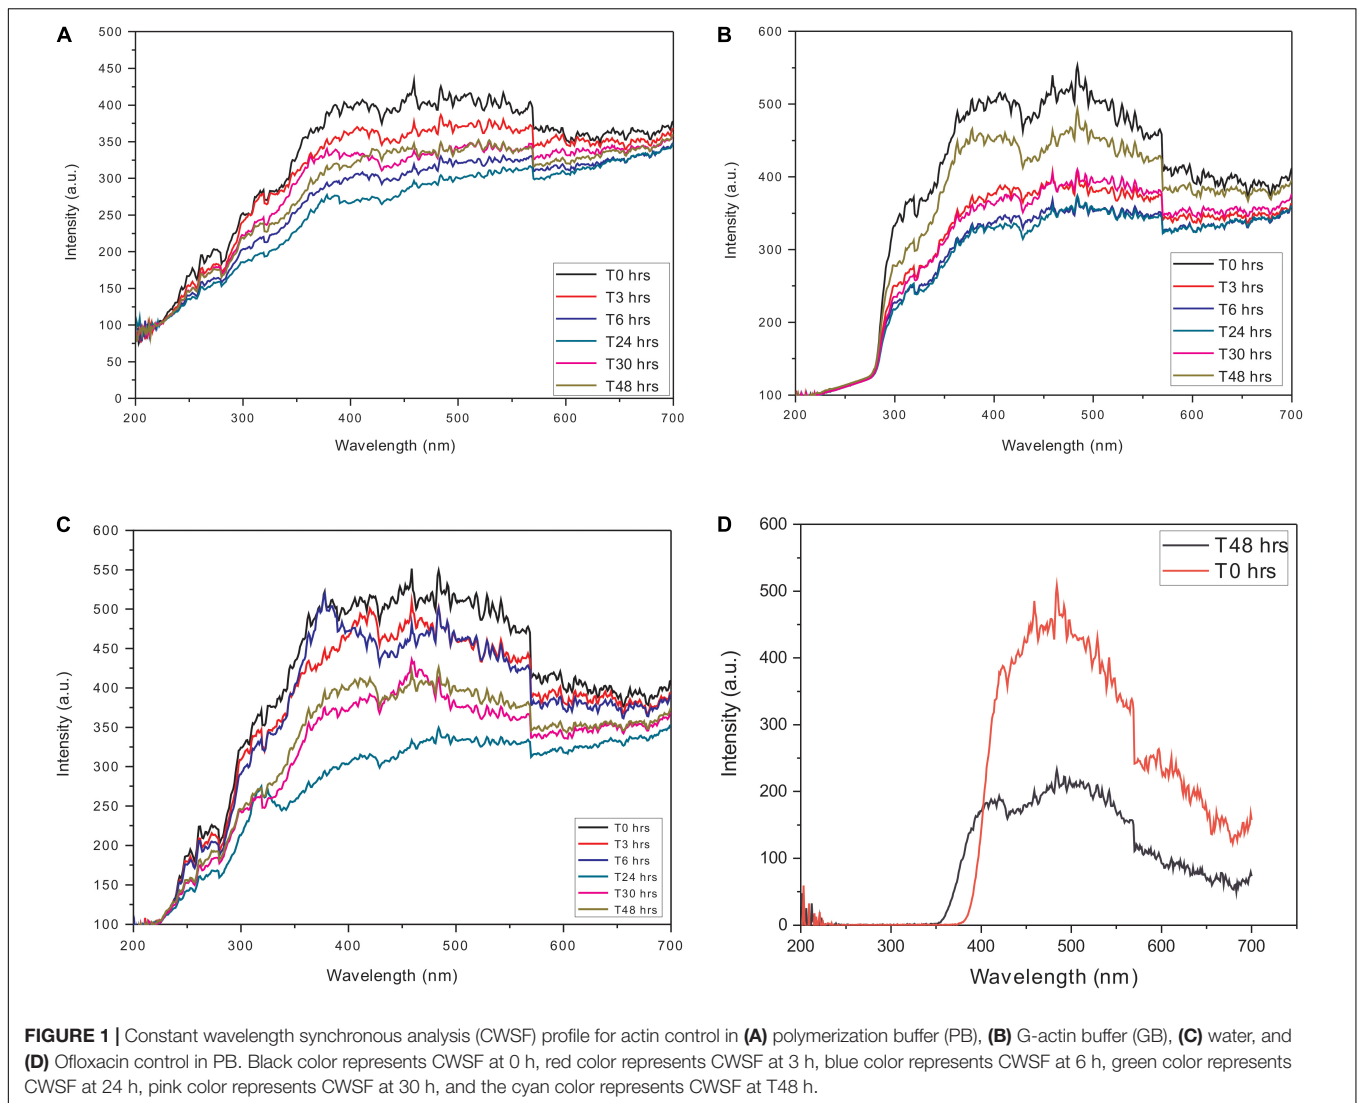 A
500
450
400
350
300
250
200
150
100
50
0
200 300 400 500 600 700
Intensity (a.u.)
Wavelength (nm)
T0 hrs
T3 hrs
T6 hrs
T24 hrs
T30 hrs
T48 hrs
B
600
500
400
300
200
100
200 300 400 500 600 700
Intensity (a.u.)
Wavelength (nm)
T0 hrs
T3 hrs
T6 hrs
T24 hrs
T30 hrs
T48 hrs
C
600
550
500
450
400
350
300
250
200
150
100
200 300 400 500 600 700
Intensity (a.u.)
Wavelength (nm)
T0 hrs
T3 hrs
T6 hrs
T24 hrs
T30 hrs
T48 hrs
D
600
500
400
300
200
100
0
200 300 400 500 600 700
Intensity (a.u.)
Wavelength (nm)
T48 hrs
T0 hrs
FIGURE 1 | Constant wavelength synchronous analysis (CWSF) profile for actin control in (A) polymerization buffer (PB), (B) G-actin buffer (GB), (C) water, and
(D) Ofloxacin control in PB. Black color represents CWSF at 0 h, red color represents CWSF at 3 h, blue color represents CWSF at 6 h, green color represents
CWSF at 24 h, pink color represents CWSF at 30 h, and the cyan color represents CWSF at T48 h.